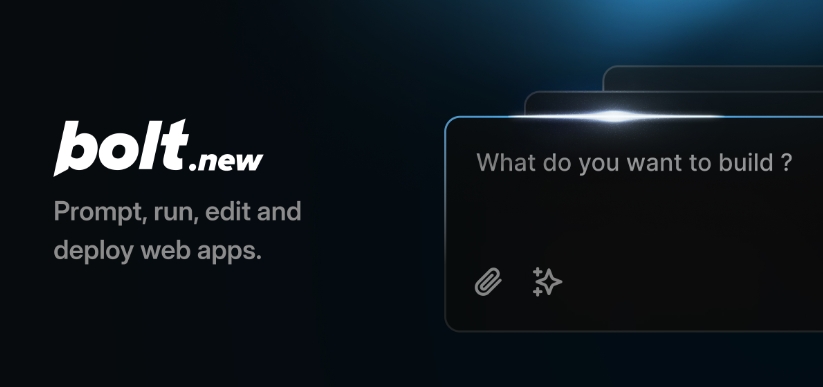 bolt.new
Prompt, run, edit and
deploy web apps.
What do you want to build ?